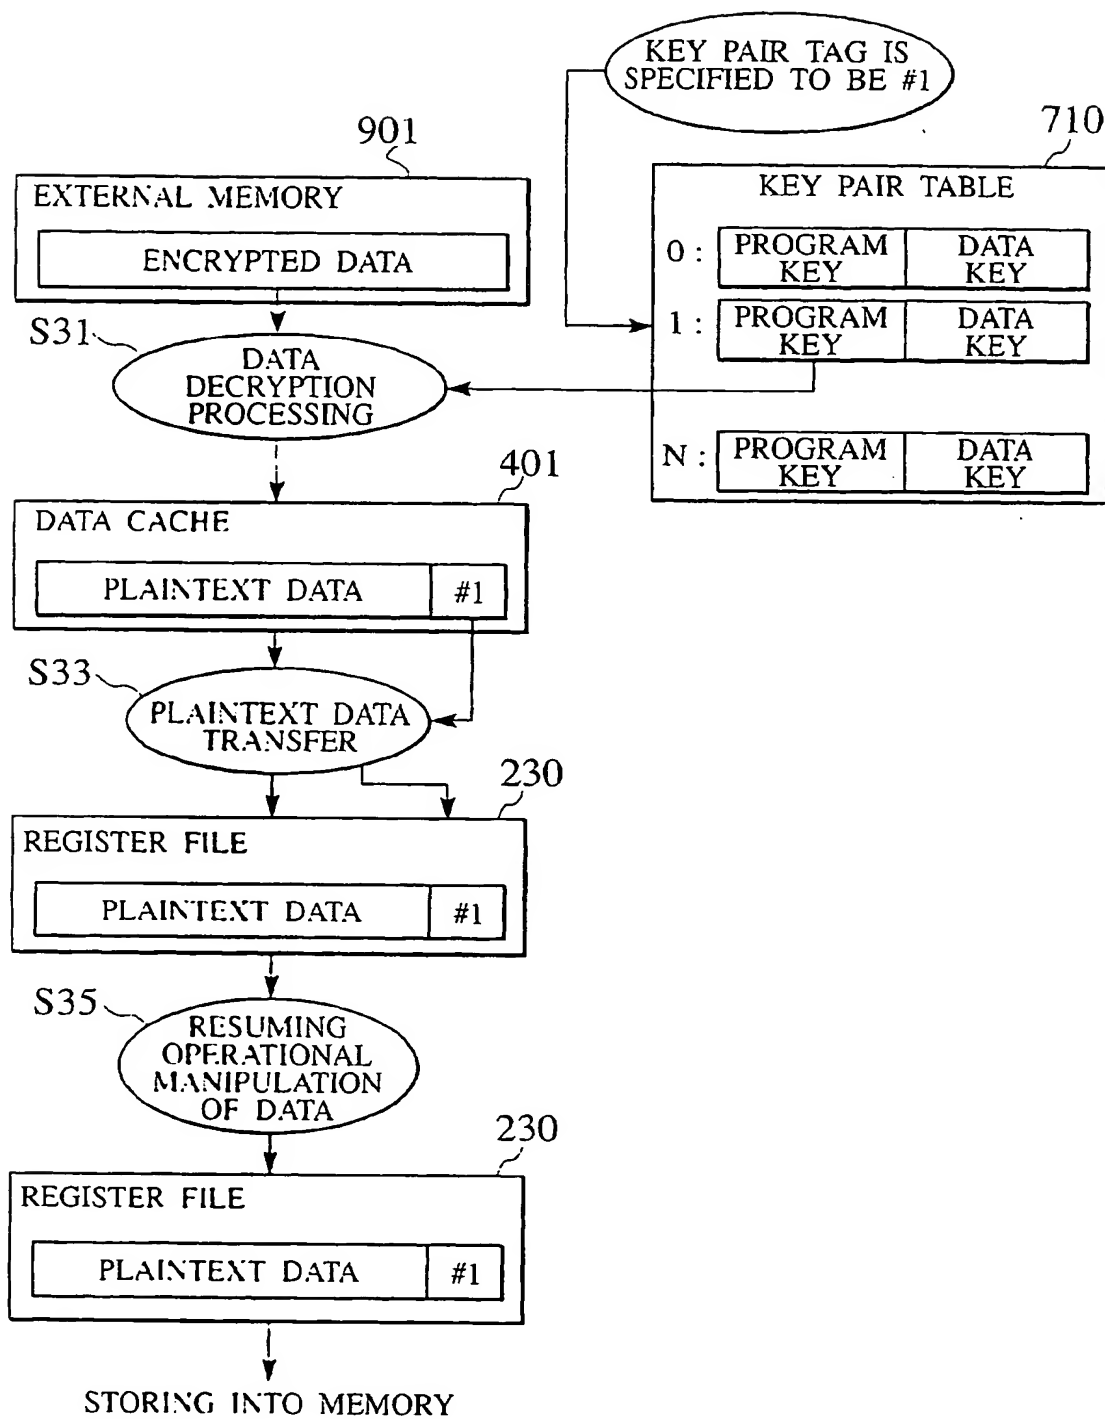 KEY PAIR TAG IS
SPECIFIED TO BE #1
710
KEY PAIR TABLE
0 : PROGRAM KEY DATA KEY
1 : PROGRAM KEY DATA KEY
N : PROGRAM KEY DATA KEY
901
EXTERNAL MEMORY
ENCRYPTED DATA
S31
DATA
DECRYPTION
PROCESSING
401
DATA CACHE
PLAINTEXT DATA #1
S33
PLAINTEXT DATA
TRANSFER
230
REGISTER FILE
PLAINTEXT DATA #1
S35
RESUMING
OPERATIONAL
MANIPULATION
OF DATA
230
REGISTER FILE
PLAINTEXT DATA #1
STORING INTO MEMORY